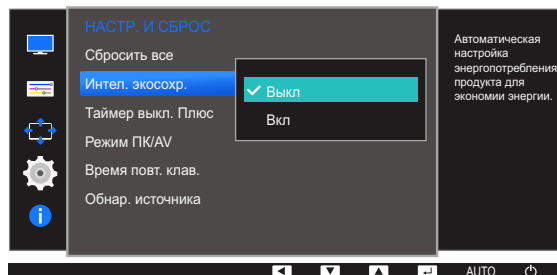 НАСТР. И СБРОС
Сбросить все
Интел. экосохр.
Таймер выкл. Плюс
Режим ПК/AV
Время повт. клав.
Обнар. источника
Выкл
Вкл
Автоматическая
настройка
энергопотребления
продукта для
экономии энергии.
AUTO